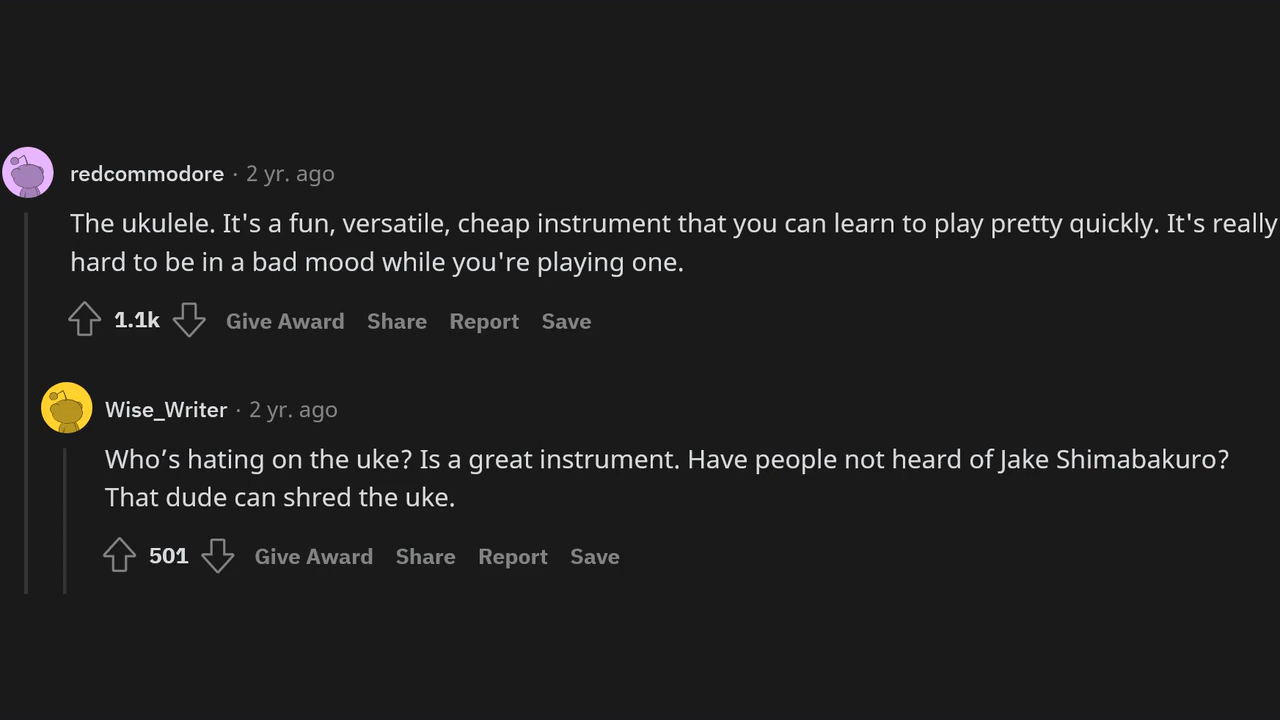 redcommodore · 2 yr. ago
The ukulele. It's a fun, versatile, cheap instrument that you can learn to play pretty quickly. It's really
hard to be in a bad mood while you're playing one.
1.1k Give Award Share Report Save
Wise_Writer · 2 yr. ago
Who’s hating on the uke? Is a great instrument. Have people not heard of Jake Shimabakuro?
That dude can shred the uke.
501 Give Award Share Report Save